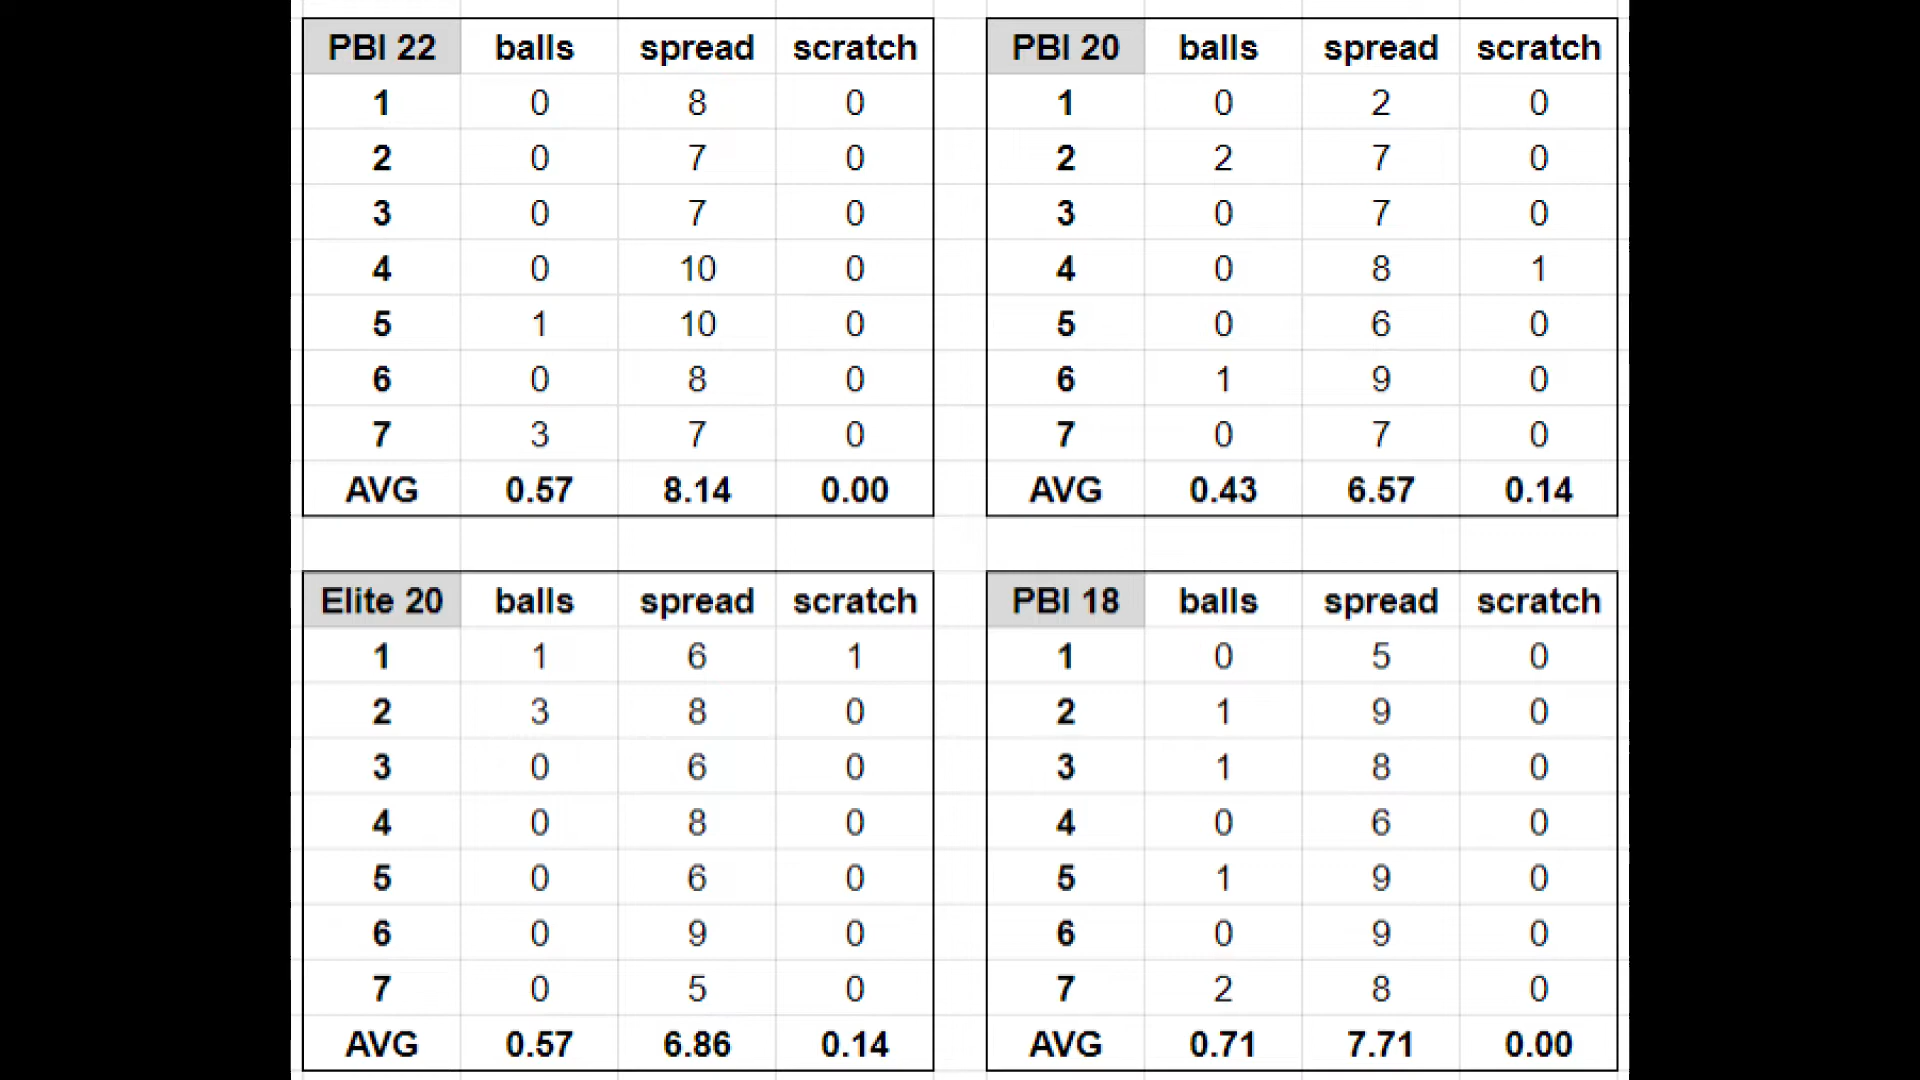 PBI 22 balls spread scratch
1 0 8 0
2 0 7 0
3 0 7 0
4 0 10 0
5 1 10 0
6 0 8 0
7 3 7 0
AVG 0.57 8.14 0.00
PBI 20 balls spread scratch
1 0 2 0
2 2 7 0
3 0 7 0
4 0 8 1
5 0 6 0
6 1 9 0
7 0 7 0
AVG 0.43 6.57 0.14
Elite 20 balls spread scratch
1 1 6 1
2 3 8 0
3 0 6 0
4 0 8 0
5 0 6 0
6 0 9 0
7 0 5 0
AVG 0.57 6.86 0.14
PBI 18 balls spread scratch
1 0 5 0
2 1 9 0
3 1 8 0
4 0 6 0
5 1 9 0
6 0 9 0
7 2 8 0
AVG 0.71 7.71 0.00